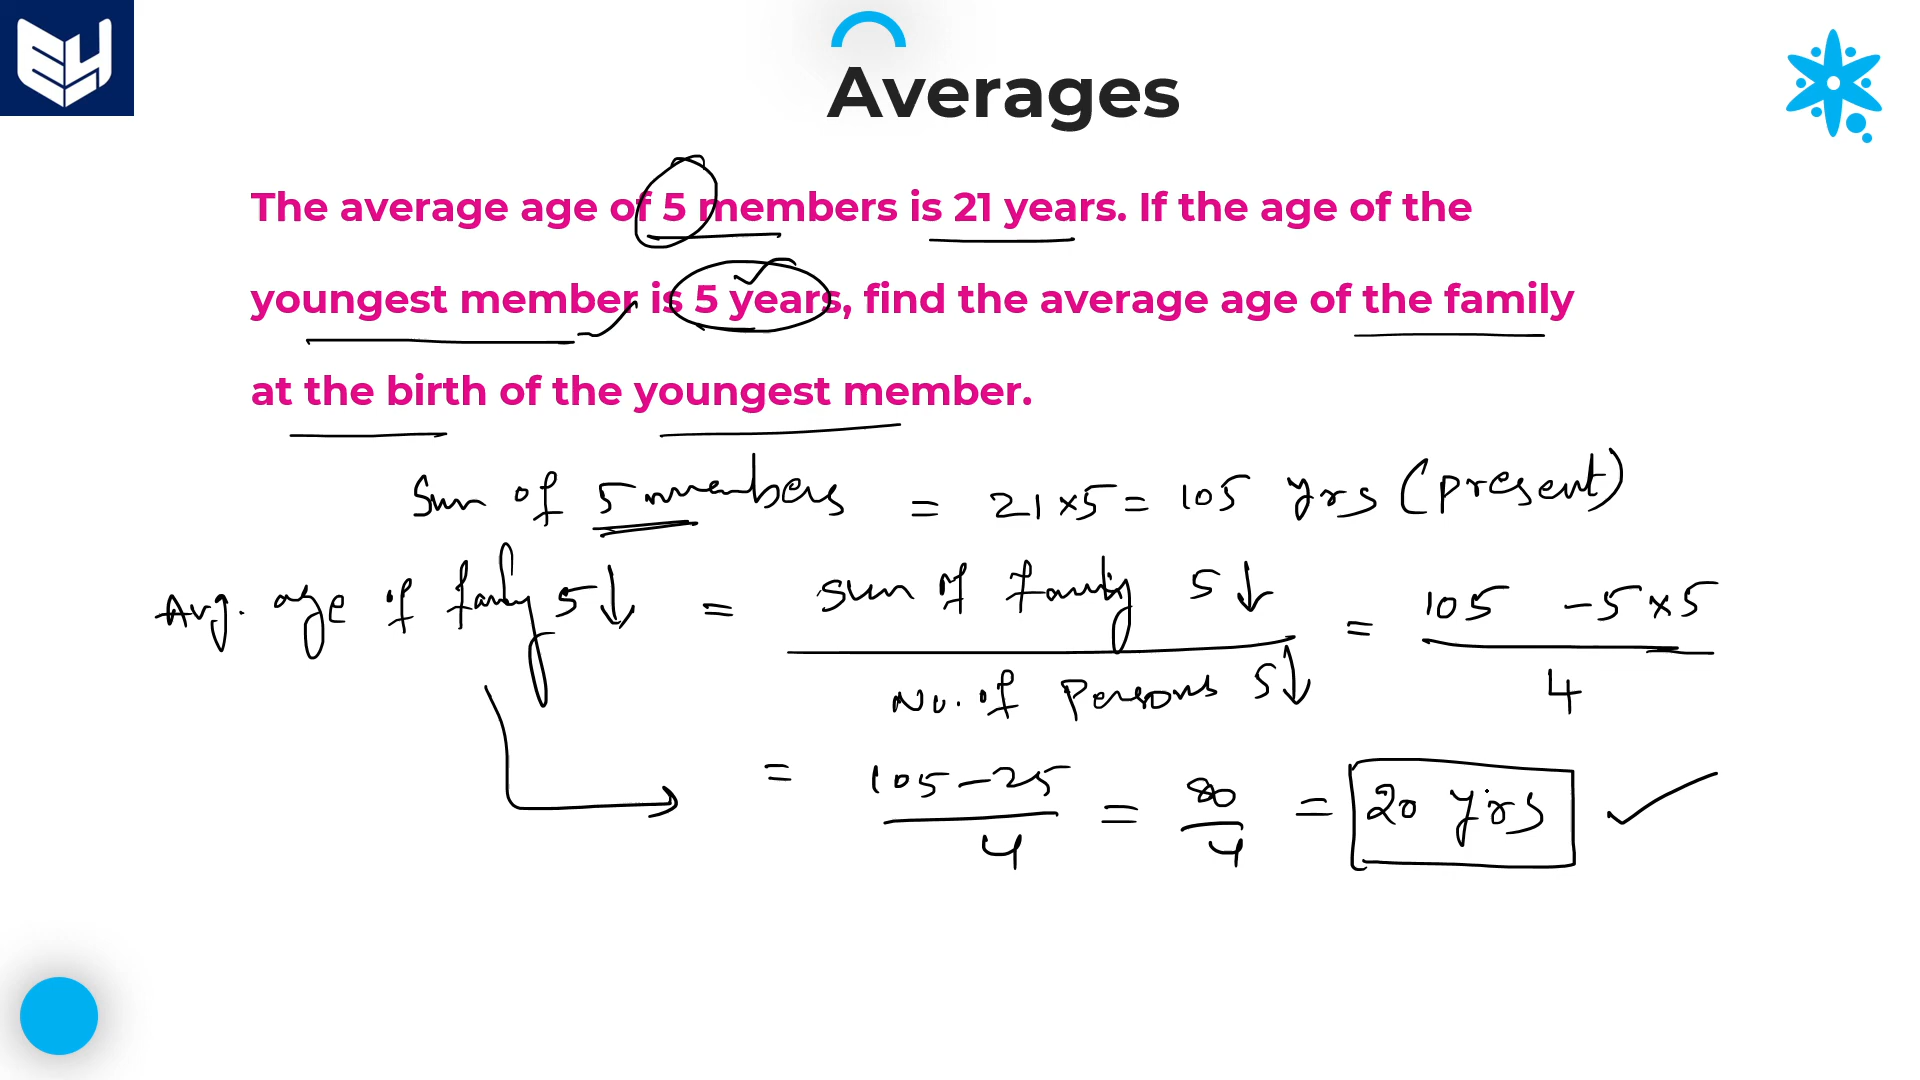 EY
Averages
The average age of 5 members is 21 years. If the age of the
youngest member is 5 years, find the average age of the family
at the birth of the youngest member.
Sum of 5 members = 21 × 5 = 105 yrs (present)
Avg. age of family 5↓ = sum of family 5↓ / No. of Persons 5↓ = 105 - 5×5 / 4
= 105 - 25 / 4 = 80 / 4 = 20 yrs ✓